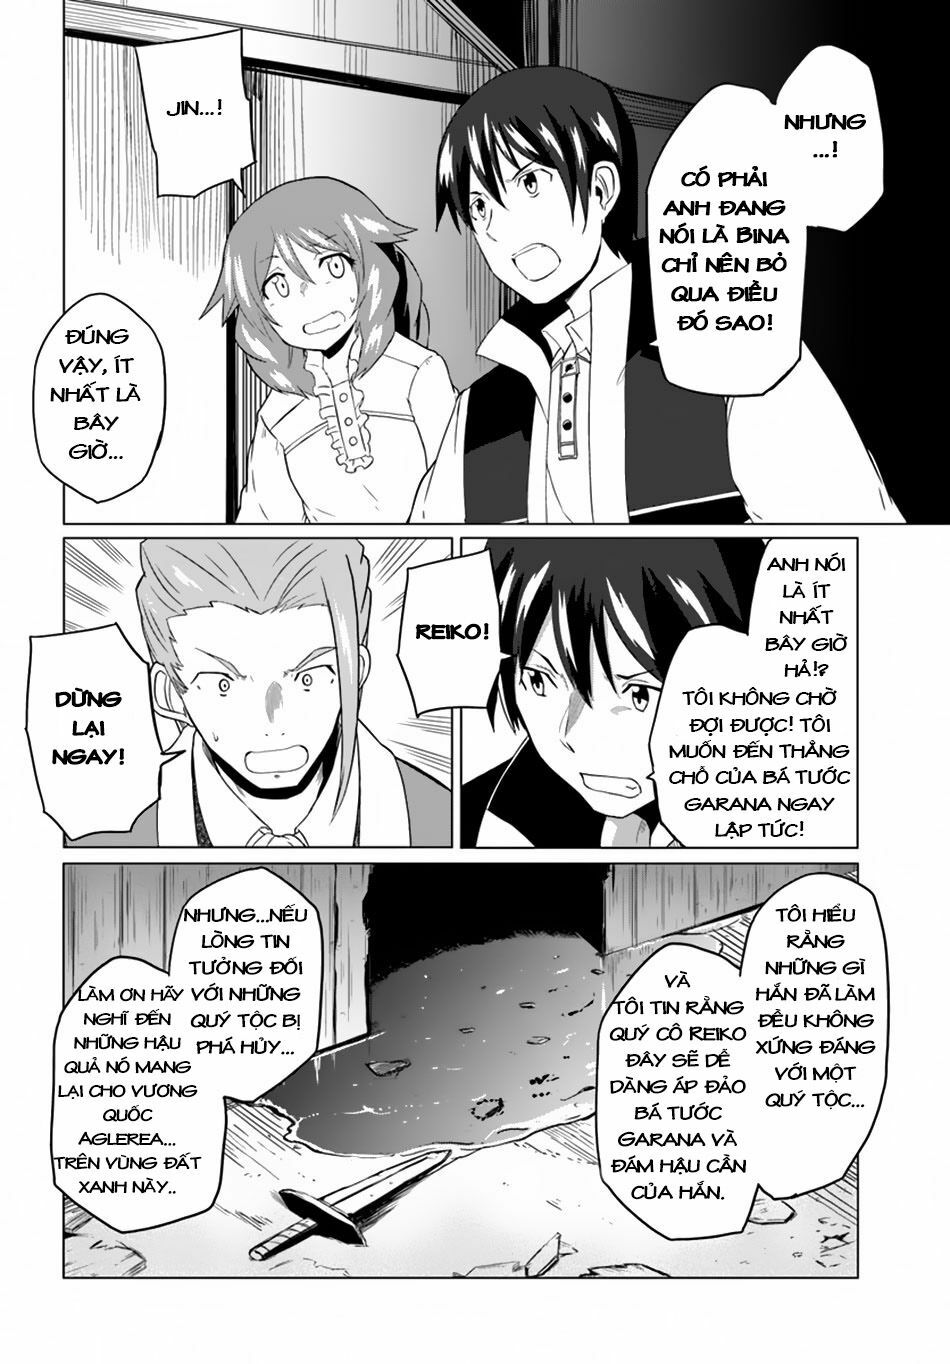 NHƯNG
...!
CÓ PHẢI
ANH ĐANG
NÓI LÀ BINA
CHỈ NÊN BỎ
QUA ĐIỀU
ĐÓ SAO!
JIN...!
ĐÚNG
VẬY, ÍT
NHẤT LÀ
BÂY
GIỜ...
ANH NÓI
LÀ ÍT
NHẤT
BÂY GIỜ
HẢ!?
TÔI KHÔNG CHỜ
ĐỢI ĐƯỢC! TÔI
MUỐN ĐẾN THẲNG
CHỖ CỦA BÁ TƯỚC
GARANA NGAY
LẬP TỨC!
REIKO!
DỪNG
LẠI
NGAY!
TÔI HIỂU
RẰNG
NHỮNG GÌ
HẮN ĐÃ LÀM
ĐỀU KHÔNG
XỨNG ĐÁNG
VỚI MỘT
QUÝ TỘC...
VÀ
TÔI TIN RẰNG
QUÝ CÔ REIKO
ĐÂY SẼ DỄ
DÀNG ÁP ĐẢO
BÁ TƯỚC
GARANA VÀ
ĐÁM HẬU CẦN
CỦA HẮN.
NHƯNG...NẾU
LÒNG TIN
TƯỞNG ĐỐI
VỚI NHỮNG
QUÝ TỘC BỊ
PHÁ HỦY...
LÀM ƠN HÃY
NGHĨ ĐẾN
NHỮNG HẬU
QUẢ NÓ MANG
LẠI CHO VƯƠNG
QUỐC
AGLEREA...
TRÊN VÙNG ĐẤT
XANH NÀY..